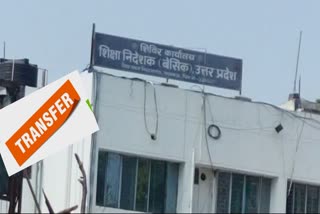 शिविर कार्यालय
शिक्षा निदेशक (बेसिक) उत्तर प्रदेश
TRANSFER